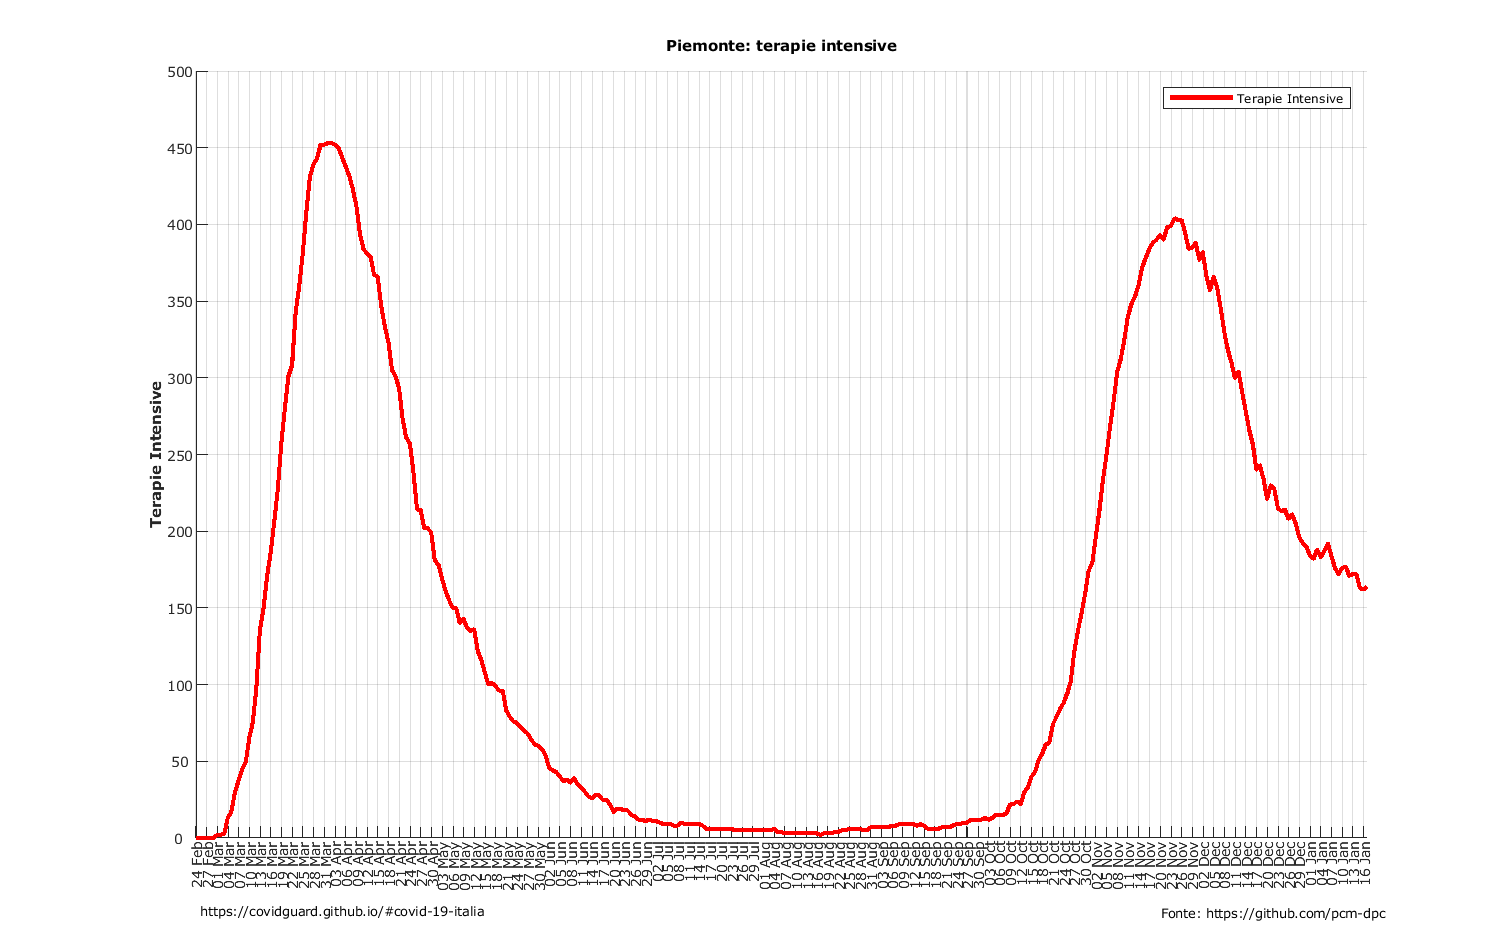 Piemonte: terapie intensive
Terapie Intensive
Terapie Intensive
500
450
400
350
300
250
200
150
100
50
0
24 Feb
27 Feb
01 Mar
04 Mar
07 Mar
10 Mar
13 Mar
16 Mar
19 Mar
22 Mar
25 Mar
28 Mar
31 Mar
03 Apr
06 Apr
09 Apr
12 Apr
15 Apr
18 Apr
21 Apr
24 Apr
27 Apr
30 Apr
03 May
06 May
09 May
12 May
15 May
18 May
21 May
24 May
27 May
30 May
02 Jun
05 Jun
08 Jun
11 Jun
14 Jun
17 Jun
20 Jun
23 Jun
26 Jun
29 Jun
02 Jul
05 Jul
08 Jul
11 Jul
14 Jul
17 Jul
20 Jul
23 Jul
26 Jul
29 Jul
01 Aug
04 Aug
07 Aug
10 Aug
13 Aug
16 Aug
19 Aug
22 Aug
25 Aug
28 Aug
31 Aug
03 Sep
06 Sep
09 Sep
12 Sep
15 Sep
18 Sep
21 Sep
24 Sep
27 Sep
30 Sep
03 Oct
06 Oct
09 Oct
12 Oct
15 Oct
18 Oct
21 Oct
24 Oct
27 Oct
30 Oct
02 Nov
05 Nov
08 Nov
11 Nov
14 Nov
17 Nov
20 Nov
23 Nov
26 Nov
29 Nov
02 Dec
05 Dec
08 Dec
11 Dec
14 Dec
17 Dec
20 Dec
23 Dec
26 Dec
29 Dec
01 Jan
04 Jan
07 Jan
10 Jan
13 Jan
16 Jan
https://covidguard.github.io/#covid-19-italia
Fonte: https://github.com/pcm-dpc